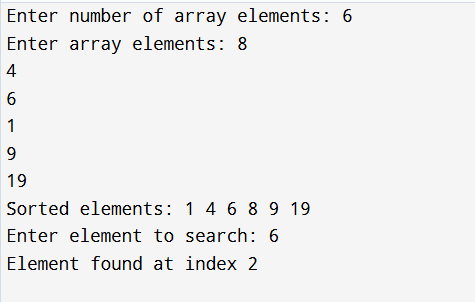 Enter number of array elements: 6
Enter array elements: 8
4
6
1
9
19
Sorted elements: 1 4 6 8 9 19
Enter element to search: 6
Element found at index 2